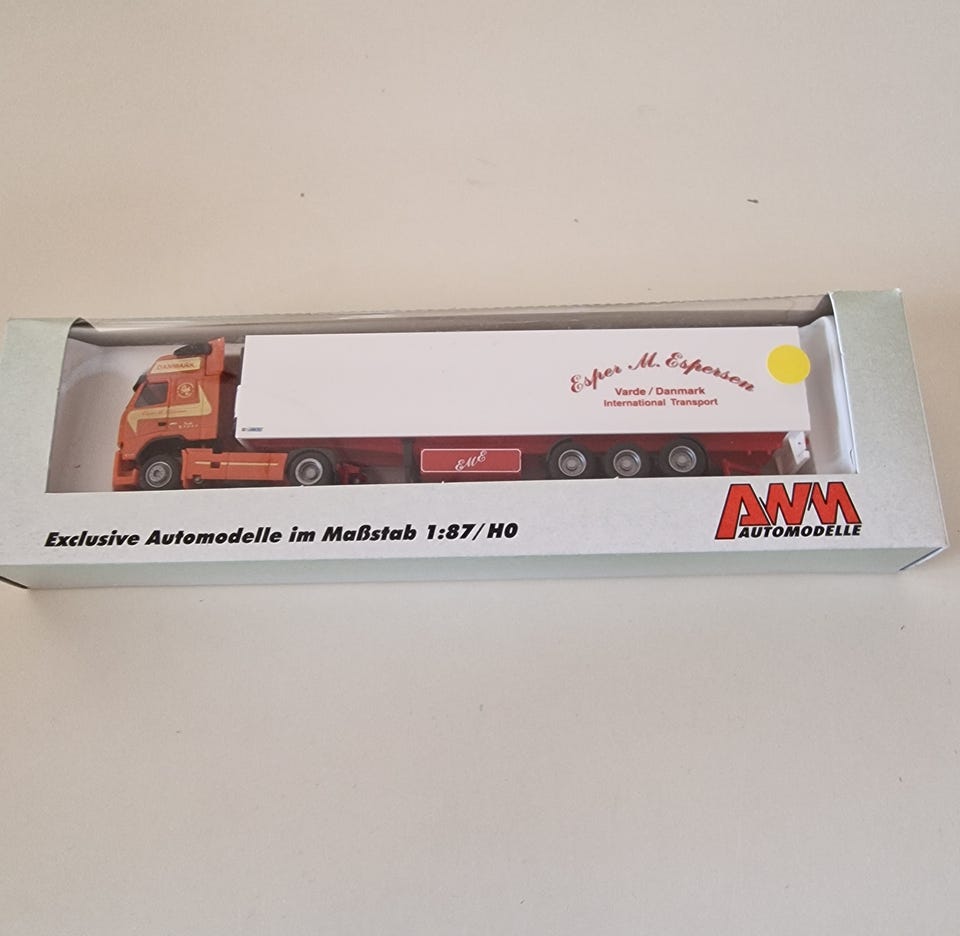 DANMARK
Esper M. Espersen
Varde / Danmark
International Transport
EME
Exclusive Automodelle im Maßstab 1:87/H0
AWM
AUTOMODELLE